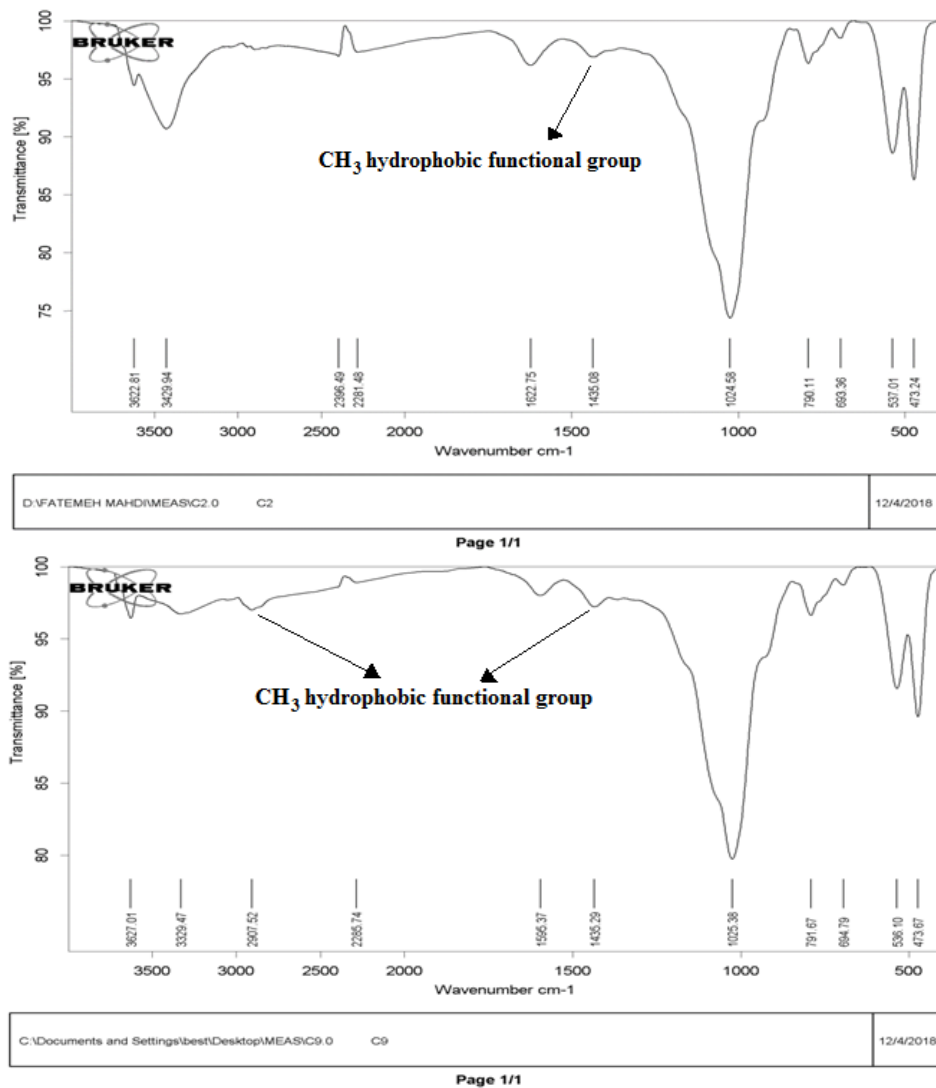 100
BRUKER
95
90
85
80
75
Transmittance [%]
CH3 hydrophobic functional group
3622.81
3429.94
2396.49
2281.48
1622.75
1435.08
1024.58
790.11
693.36
537.01
473.24
3500 3000 2500 2000 1500 1000 500
Wavenumber cm-1
D:\FATEMEH MAHDI\MEAS\C2.0 C2 12/4/2018
Page 1/1
100
BRUKER
95
90
85
80
Transmittance [%]
CH3 hydrophobic functional group
3627.01
3329.47
2907.52
2285.74
1595.37
1435.29
1025.38
791.67
694.79
536.10
473.67
3500 3000 2500 2000 1500 1000 500
Wavenumber cm-1
C:\Documents and Settings\best\Desktop\MEAS\C9.0 C9 12/4/2018
Page 1/1